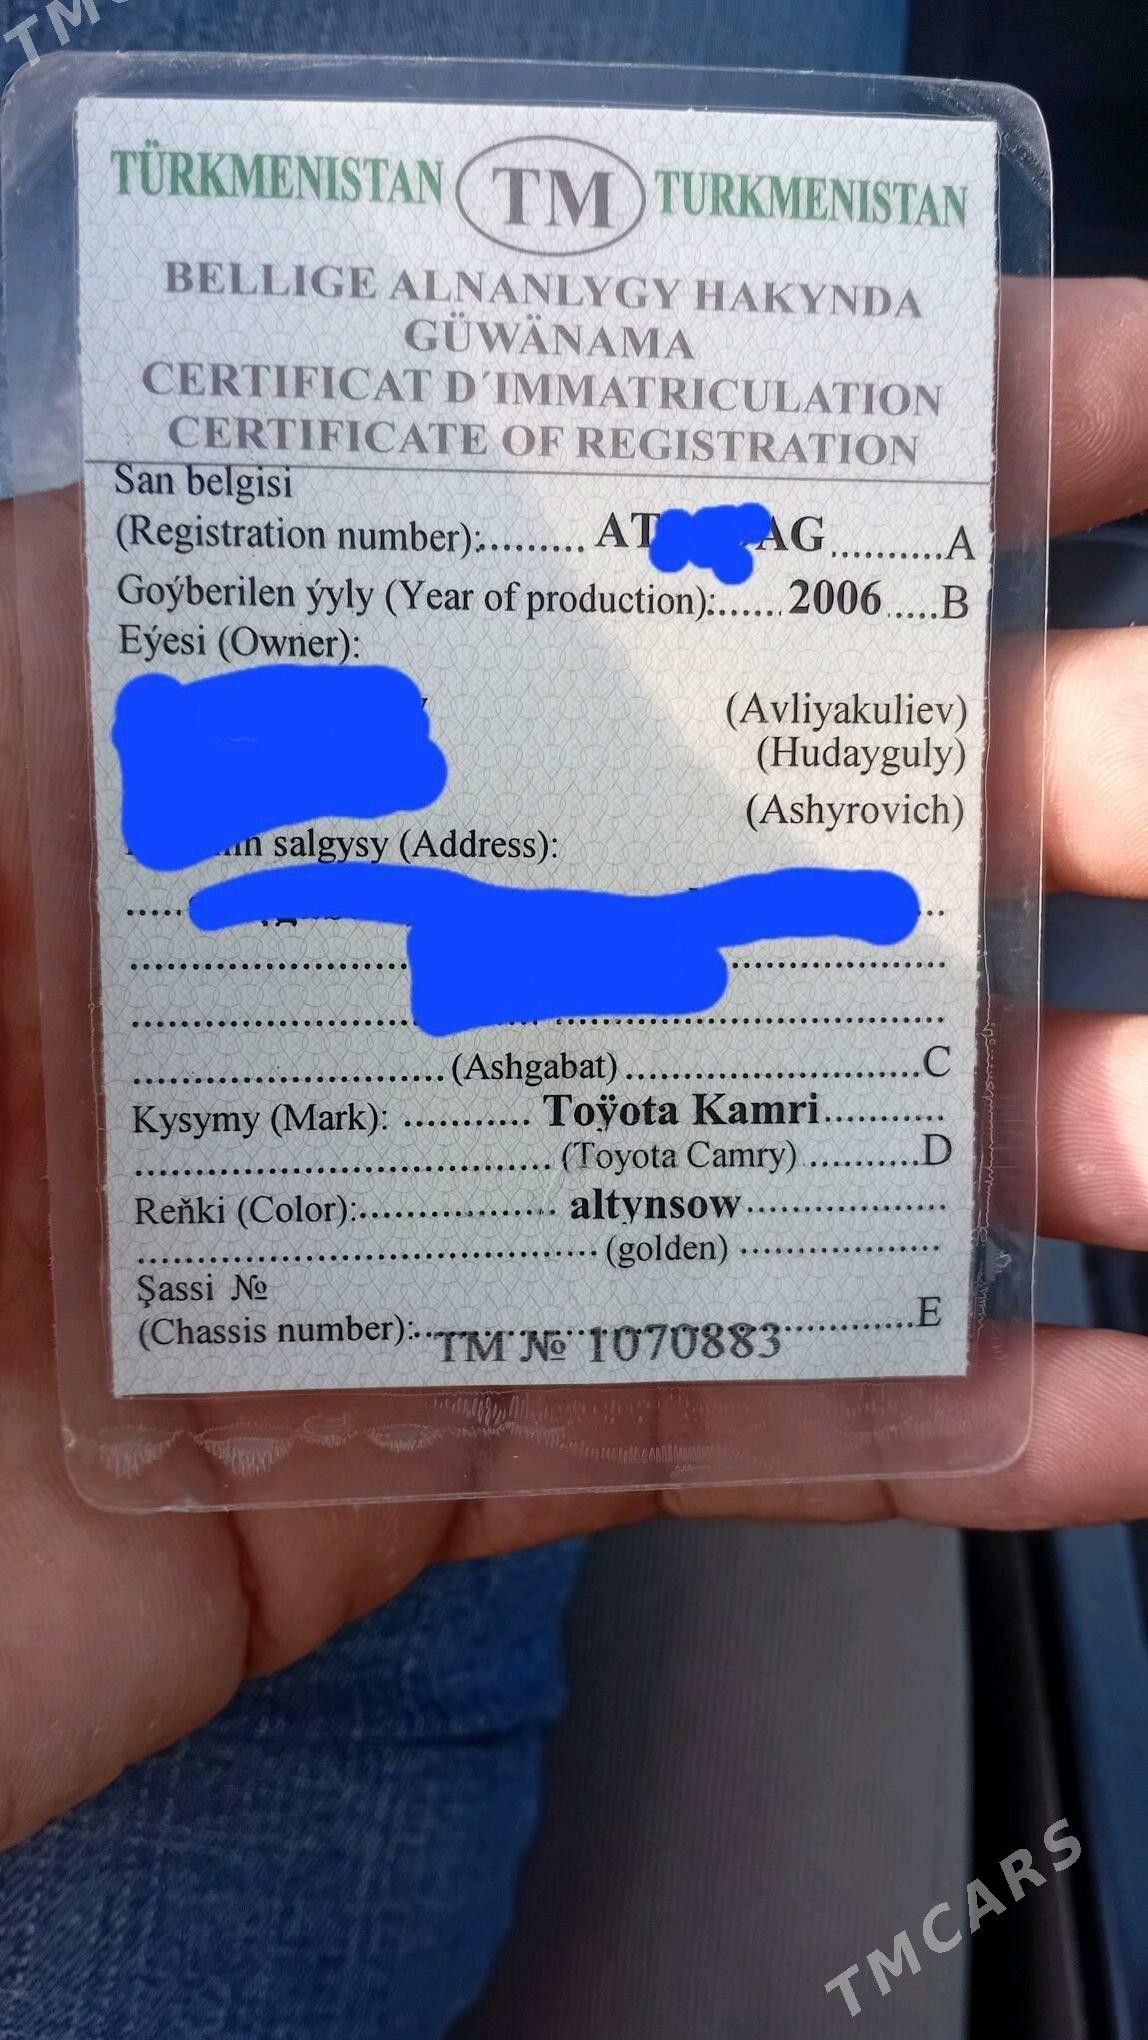 TÜRKMENISTAN TM TURKMENISTAN
BELLIGE ALNANLYGY HAKYNDA
GÜWÄNAMA
CERTIFICAT D´IMMATRICULATION
CERTIFICATE OF REGISTRATION
San belgisi
(Registration number):......... AT AG..........A
Goýberilen ýyly (Year of production):...... 2006 .....B
Eýesi (Owner):
(Avliyakuliev)
(Hudayguly)
(Ashyrovich)
salgysy (Address):
(Ashgabat) ..............................C
Kysymy (Mark): ........... Toÿota Kamri...........
(Toyota Camry) ..........D
Reňki (Color):.................. altynsow..................
(golden) ..................
Şassi №
(Chassis number):.......................................E
TM № 1070883
TMCARS